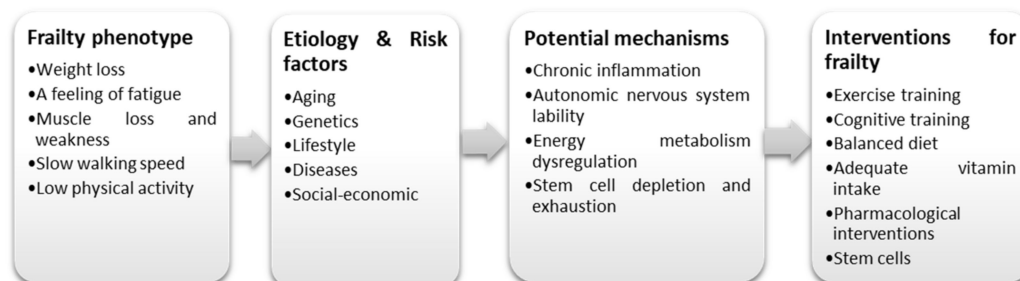 Frailty phenotype
•Weight loss
•A feeling of fatigue
•Muscle loss and
weakness
•Slow walking speed
•Low physical activity
Etiology & Risk
factors
•Aging
•Genetics
•Lifestyle
•Diseases
•Social-economic
Potential mechanisms
•Chronic inflammation
•Autonomic nervous system
lability
•Energy metabolism
dysregulation
•Stem cell depletion and
exhaustion
Interventions for
frailty
•Exercise training
•Cognitive training
•Balanced diet
•Adequate vitamin
intake
•Pharmacological
interventions
•Stem cells